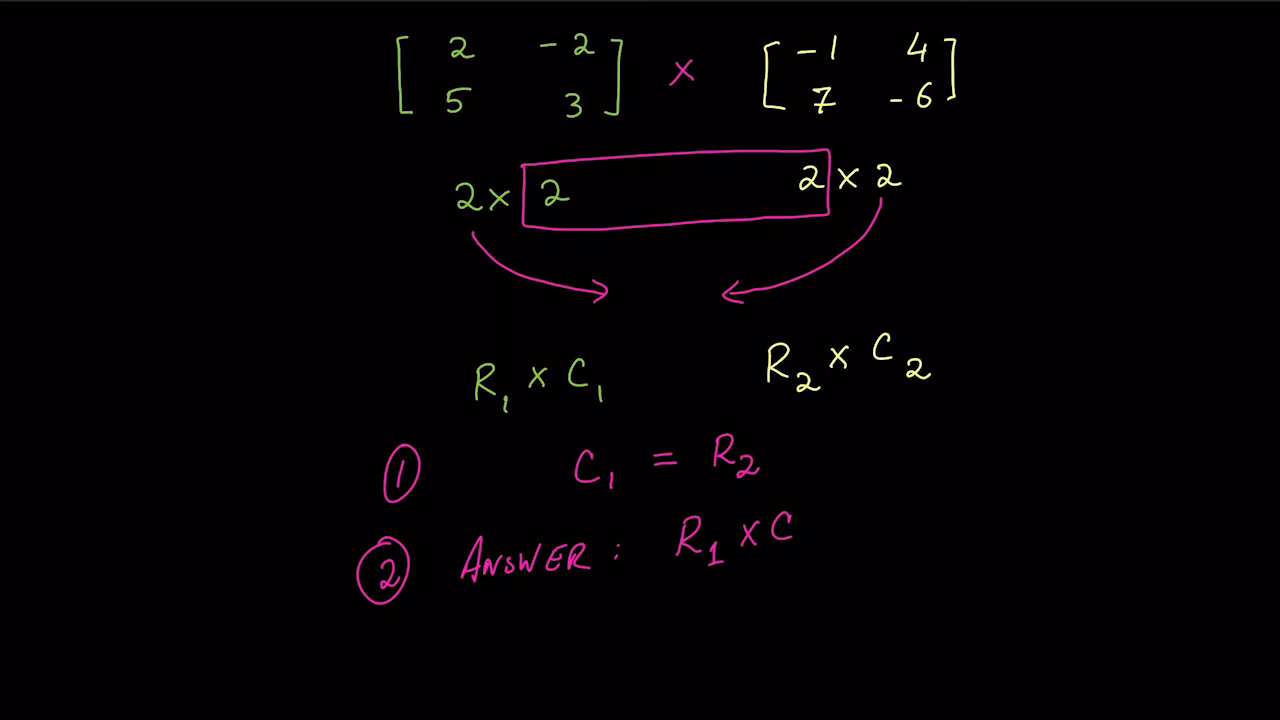 [ 2 -2 ] × [ -1 4 ]
[ 5 3 ] [ 7 -6 ]
2 × 2 2 × 2
R₁ × C₁ R₂ × C₂
① C₁ = R₂
② ANSWER: R₁ × C